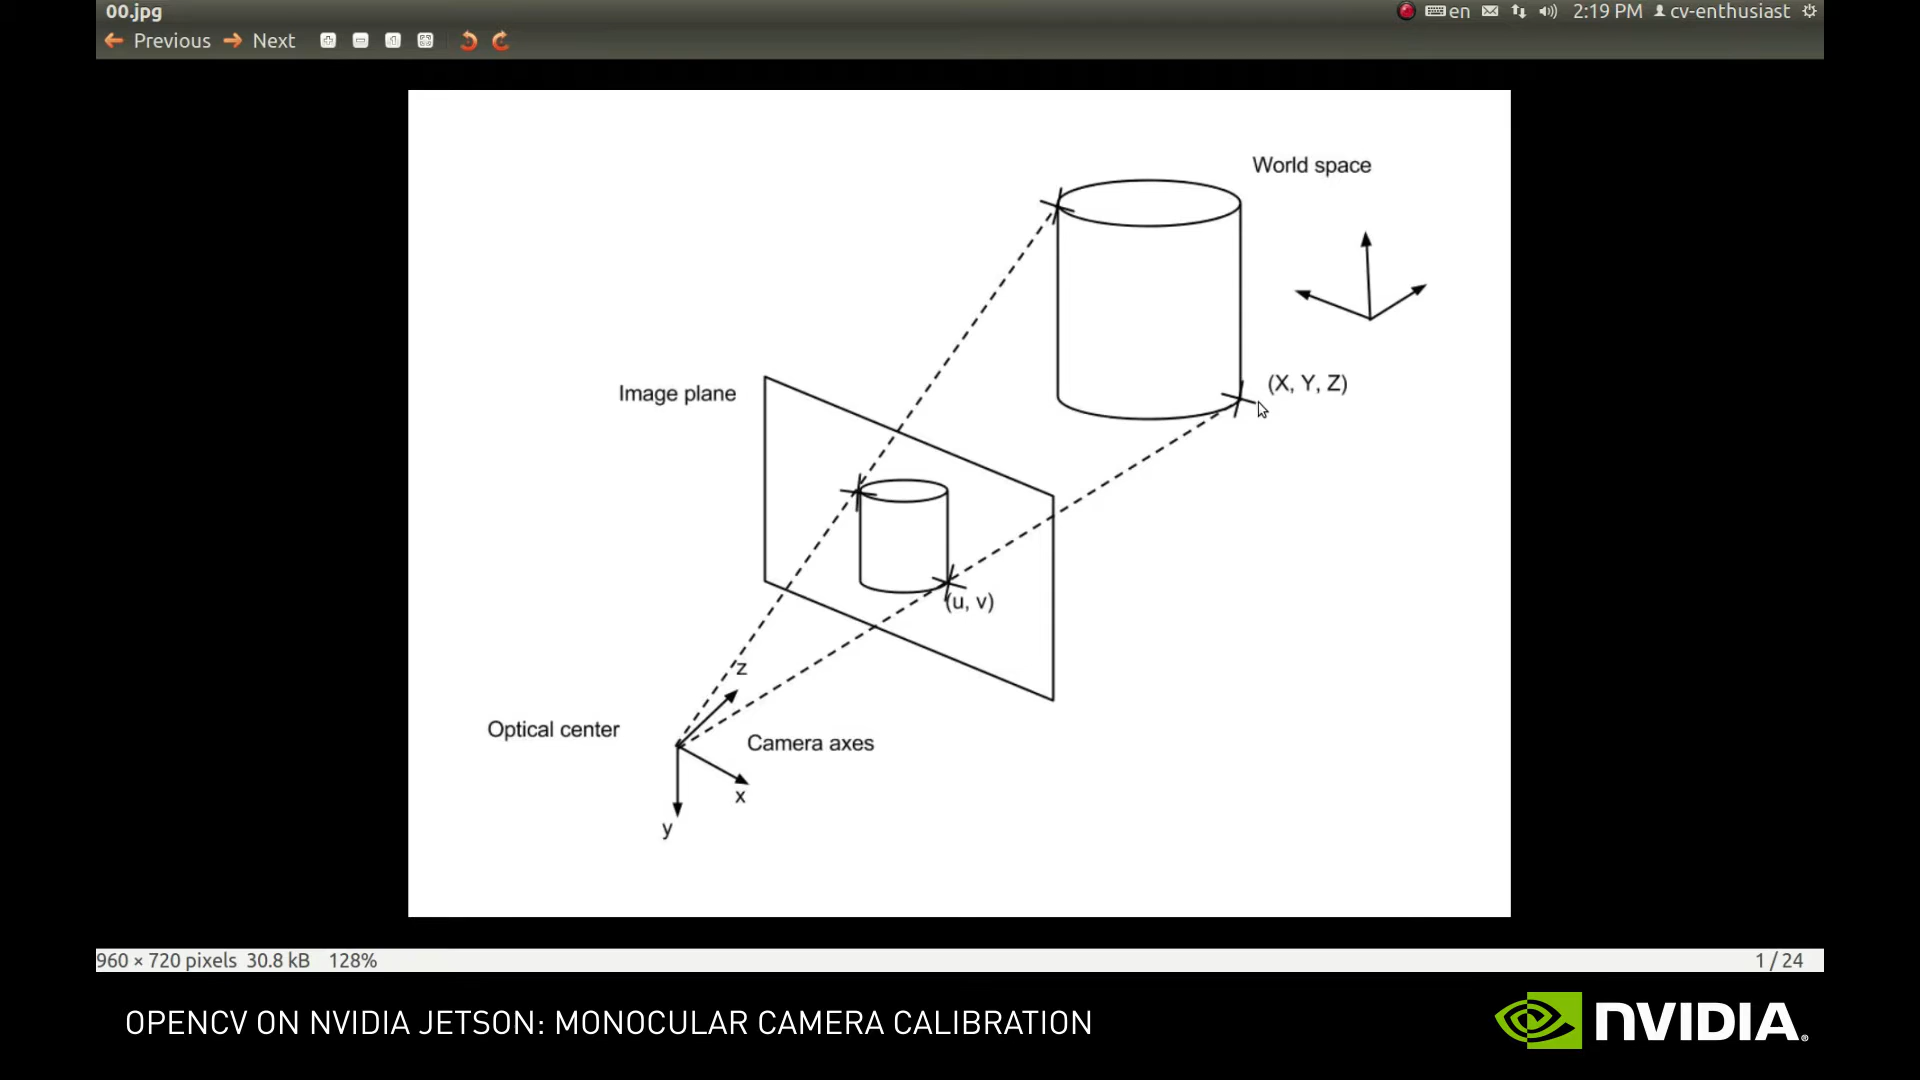 00.jpg
en 2:19 PM cv-enthusiast
Previous Next
World space
(X, Y, Z)
Image plane
(u, v)
z
Optical center
Camera axes
x
y
960 × 720 pixels 30.8 kB 128%
1 / 24
OPENCV ON NVIDIA JETSON: MONOCULAR CAMERA CALIBRATION
NVIDIA®